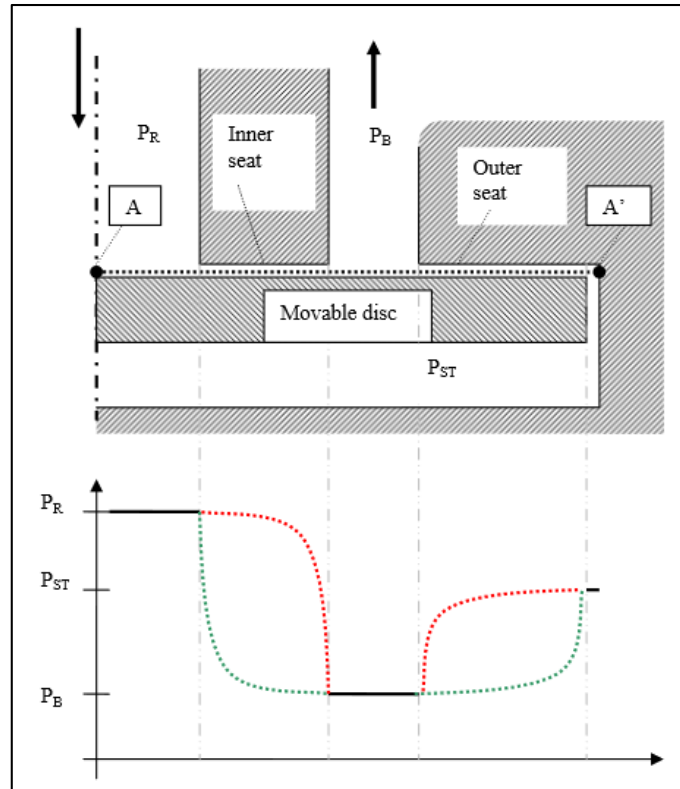 P_R
Inner
seat
P_B
Outer
seat
A
A’
Movable disc
P_ST
P_R
P_ST
P_B